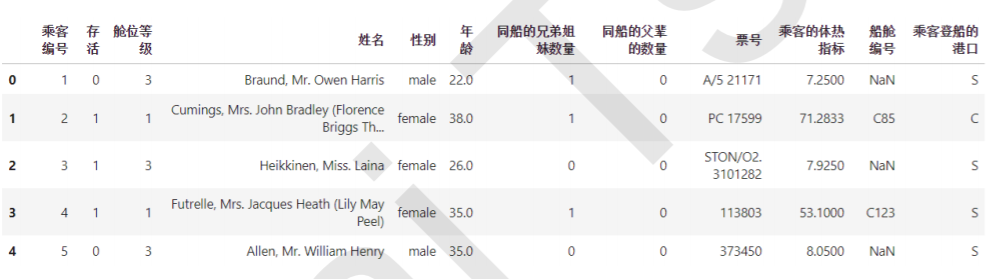 乘客编号 存活 舱位等级 姓名 性别 年龄 同船的兄弟姐妹数量 同船的父辈的数量 票号 乘客的体热指标 船舱编号 乘客登船的港口
0 1 0 3 Braund, Mr. Owen Harris male 22.0 1 0 A/5 21171 7.2500 NaN S
1 2 1 1 Cumings, Mrs. John Bradley (Florence Briggs Th... female 38.0 1 0 PC 17599 71.2833 C85 C
2 3 1 3 Heikkinen, Miss. Laina female 26.0 0 0 STON/O2. 3101282 7.9250 NaN S
3 4 1 1 Futrelle, Mrs. Jacques Heath (Lily May Peel) female 35.0 1 0 113803 53.1000 C123 S
4 5 0 3 Allen, Mr. William Henry male 35.0 0 0 373450 8.0500 NaN S